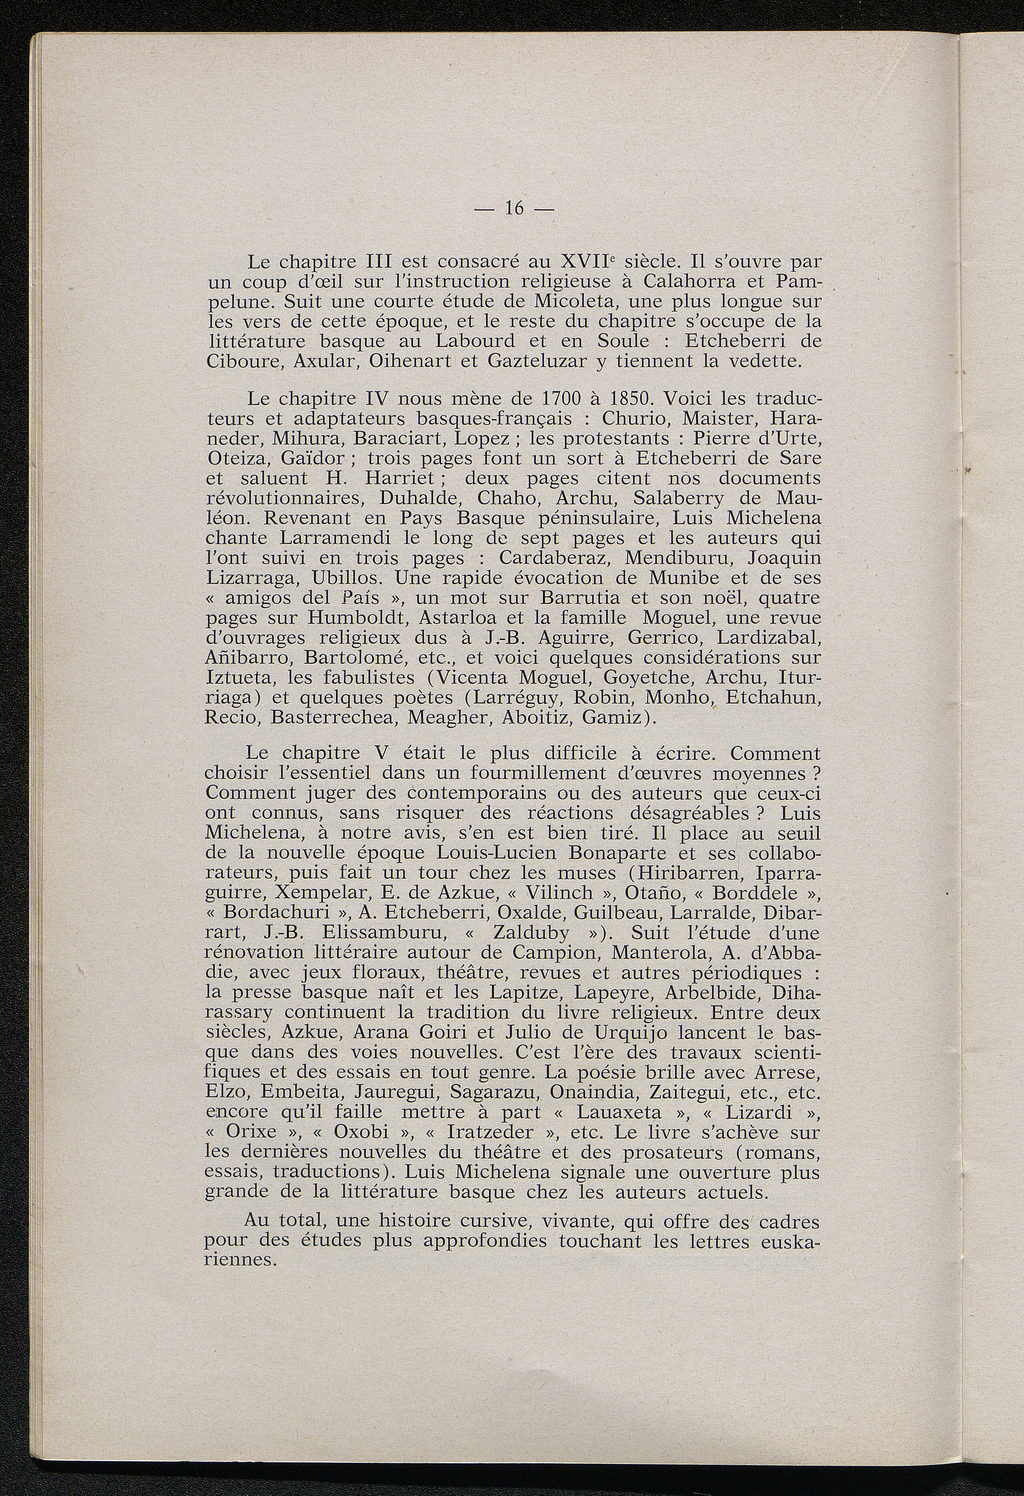 — 16 —
Le chapitre III est consacré au XVIIe siècle. Il s'ouvre par
un coup d'œil sur l'instruction religieuse à Calahorra et Pam-
pelune. Suit une courte étude de Micoleta, une plus longue sur
les vers de cette époque, et le reste du chapitre s'occupe de la
littérature basque au Labourd et en Soule : Etcheberri de
Ciboure, Axular, Oihenart et Gazteluzar y tiennent la vedette.
Le chapitre IV nous mène de 1700 à 1850. Voici les traduc-
teurs et adaptateurs basques-français : Churio, Maister, Hara-
neder, Mihura, Baraciart, Lopez ; les protestants : Pierre d'Urte,
Oteiza, Gaïdor ; trois pages font un sort à Etcheberri de Sare
et saluent H. Harriet ; deux pages citent nos documents
révolutionnaires, Duhalde, Chaho, Archu, Salaberry de Mau-
léon. Revenant en Pays Basque péninsulaire, Luis Michelena
chante Larramendi le long de sept pages et les auteurs qui
l'ont suivi en trois pages : Cardaberaz, Mendiburu, Joaquin
Lizarraga, Ubillos. Une rapide évocation de Munibe et de ses
« amigos del País », un mot sur Barrutia et son noël, quatre
pages sur Humboldt, Astarloa et la famille Moguel, une revue
d'ouvrages religieux dus à J.-B. Aguirre, Gerrico, Lardizabal,
Añibarro, Bartolomé, etc., et voici quelques considérations sur
Iztueta, les fabulistes (Vicenta Moguel, Goyetche, Archu, Itur-
riaga) et quelques poètes (Larréguy, Robin, Monho, Etchahun,
Recio, Basterrechea, Meagher, Aboitiz, Gamiz).
Le chapitre V était le plus difficile à écrire. Comment
choisir l'essentiel dans un fourmillement d'œuvres moyennes ?
Comment juger des contemporains ou des auteurs que ceux-ci
ont connus, sans risquer des réactions désagréables ? Luis
Michelena, à notre avis, s'en est bien tiré. Il place au seuil
de la nouvelle époque Louis-Lucien Bonaparte et ses collabo-
rateurs, puis fait un tour chez les muses (Hiribarren, Iparra-
guirre, Xempelar, E. de Azkue, « Vilinch », Otaño, « Borddele »,
« Bordachuri », A. Etcheberri, Oxalde, Guilbeau, Larralde, Dibar-
rart, J.-B. Elissamburu, « Zalduby »). Suit l'étude d'une
rénovation littéraire autour de Campion, Manterola, A. d'Abba-
die, avec jeux floraux, théâtre, revues et autres périodiques :
la presse basque naît et les Lapitze, Lapeyre, Arbelbide, Diha-
rassary continuent la tradition du livre religieux. Entre deux
siècles, Azkue, Arana Goiri et Julio de Urquijo lancent le bas-
que dans des voies nouvelles. C'est l'ère des travaux scienti-
fiques et des essais en tout genre. La poésie brille avec Arrese,
Elzo, Embeita, Jauregui, Sagarazu, Onaindia, Zaitegui, etc., etc.
encore qu'il faille mettre à part « Lauaxeta », « Lizardi »,
« Orixe », « Oxobi », « Iratzeder », etc. Le livre s'achève sur
les dernières nouvelles du théâtre et des prosateurs (romans,
essais, traductions). Luis Michelena signale une ouverture plus
grande de la littérature basque chez les auteurs actuels.
Au total, une histoire cursive, vivante, qui offre des cadres
pour des études plus approfondies touchant les lettres euska-
riennes.